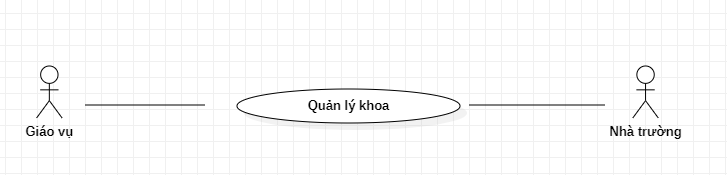 Quản lý khoa
Giáo vụ
Nhà trường